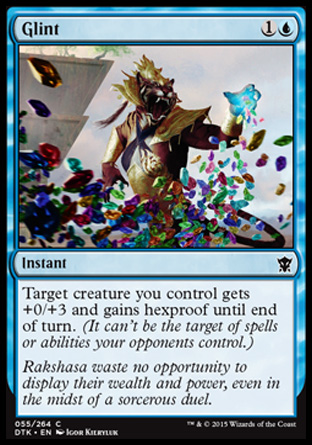 Glint 1
Instant
Target creature you control gets
+0/+3 and gains hexproof until end
of turn. (It can't be the target of spells
or abilities your opponents control.)
Rakshasa waste no opportunity to
display their wealth and power, even in
the midst of a sorcerous duel.
055/264 C
DTK • EN Igor Kieryluk ™ & © 2015 Wizards of the Coast